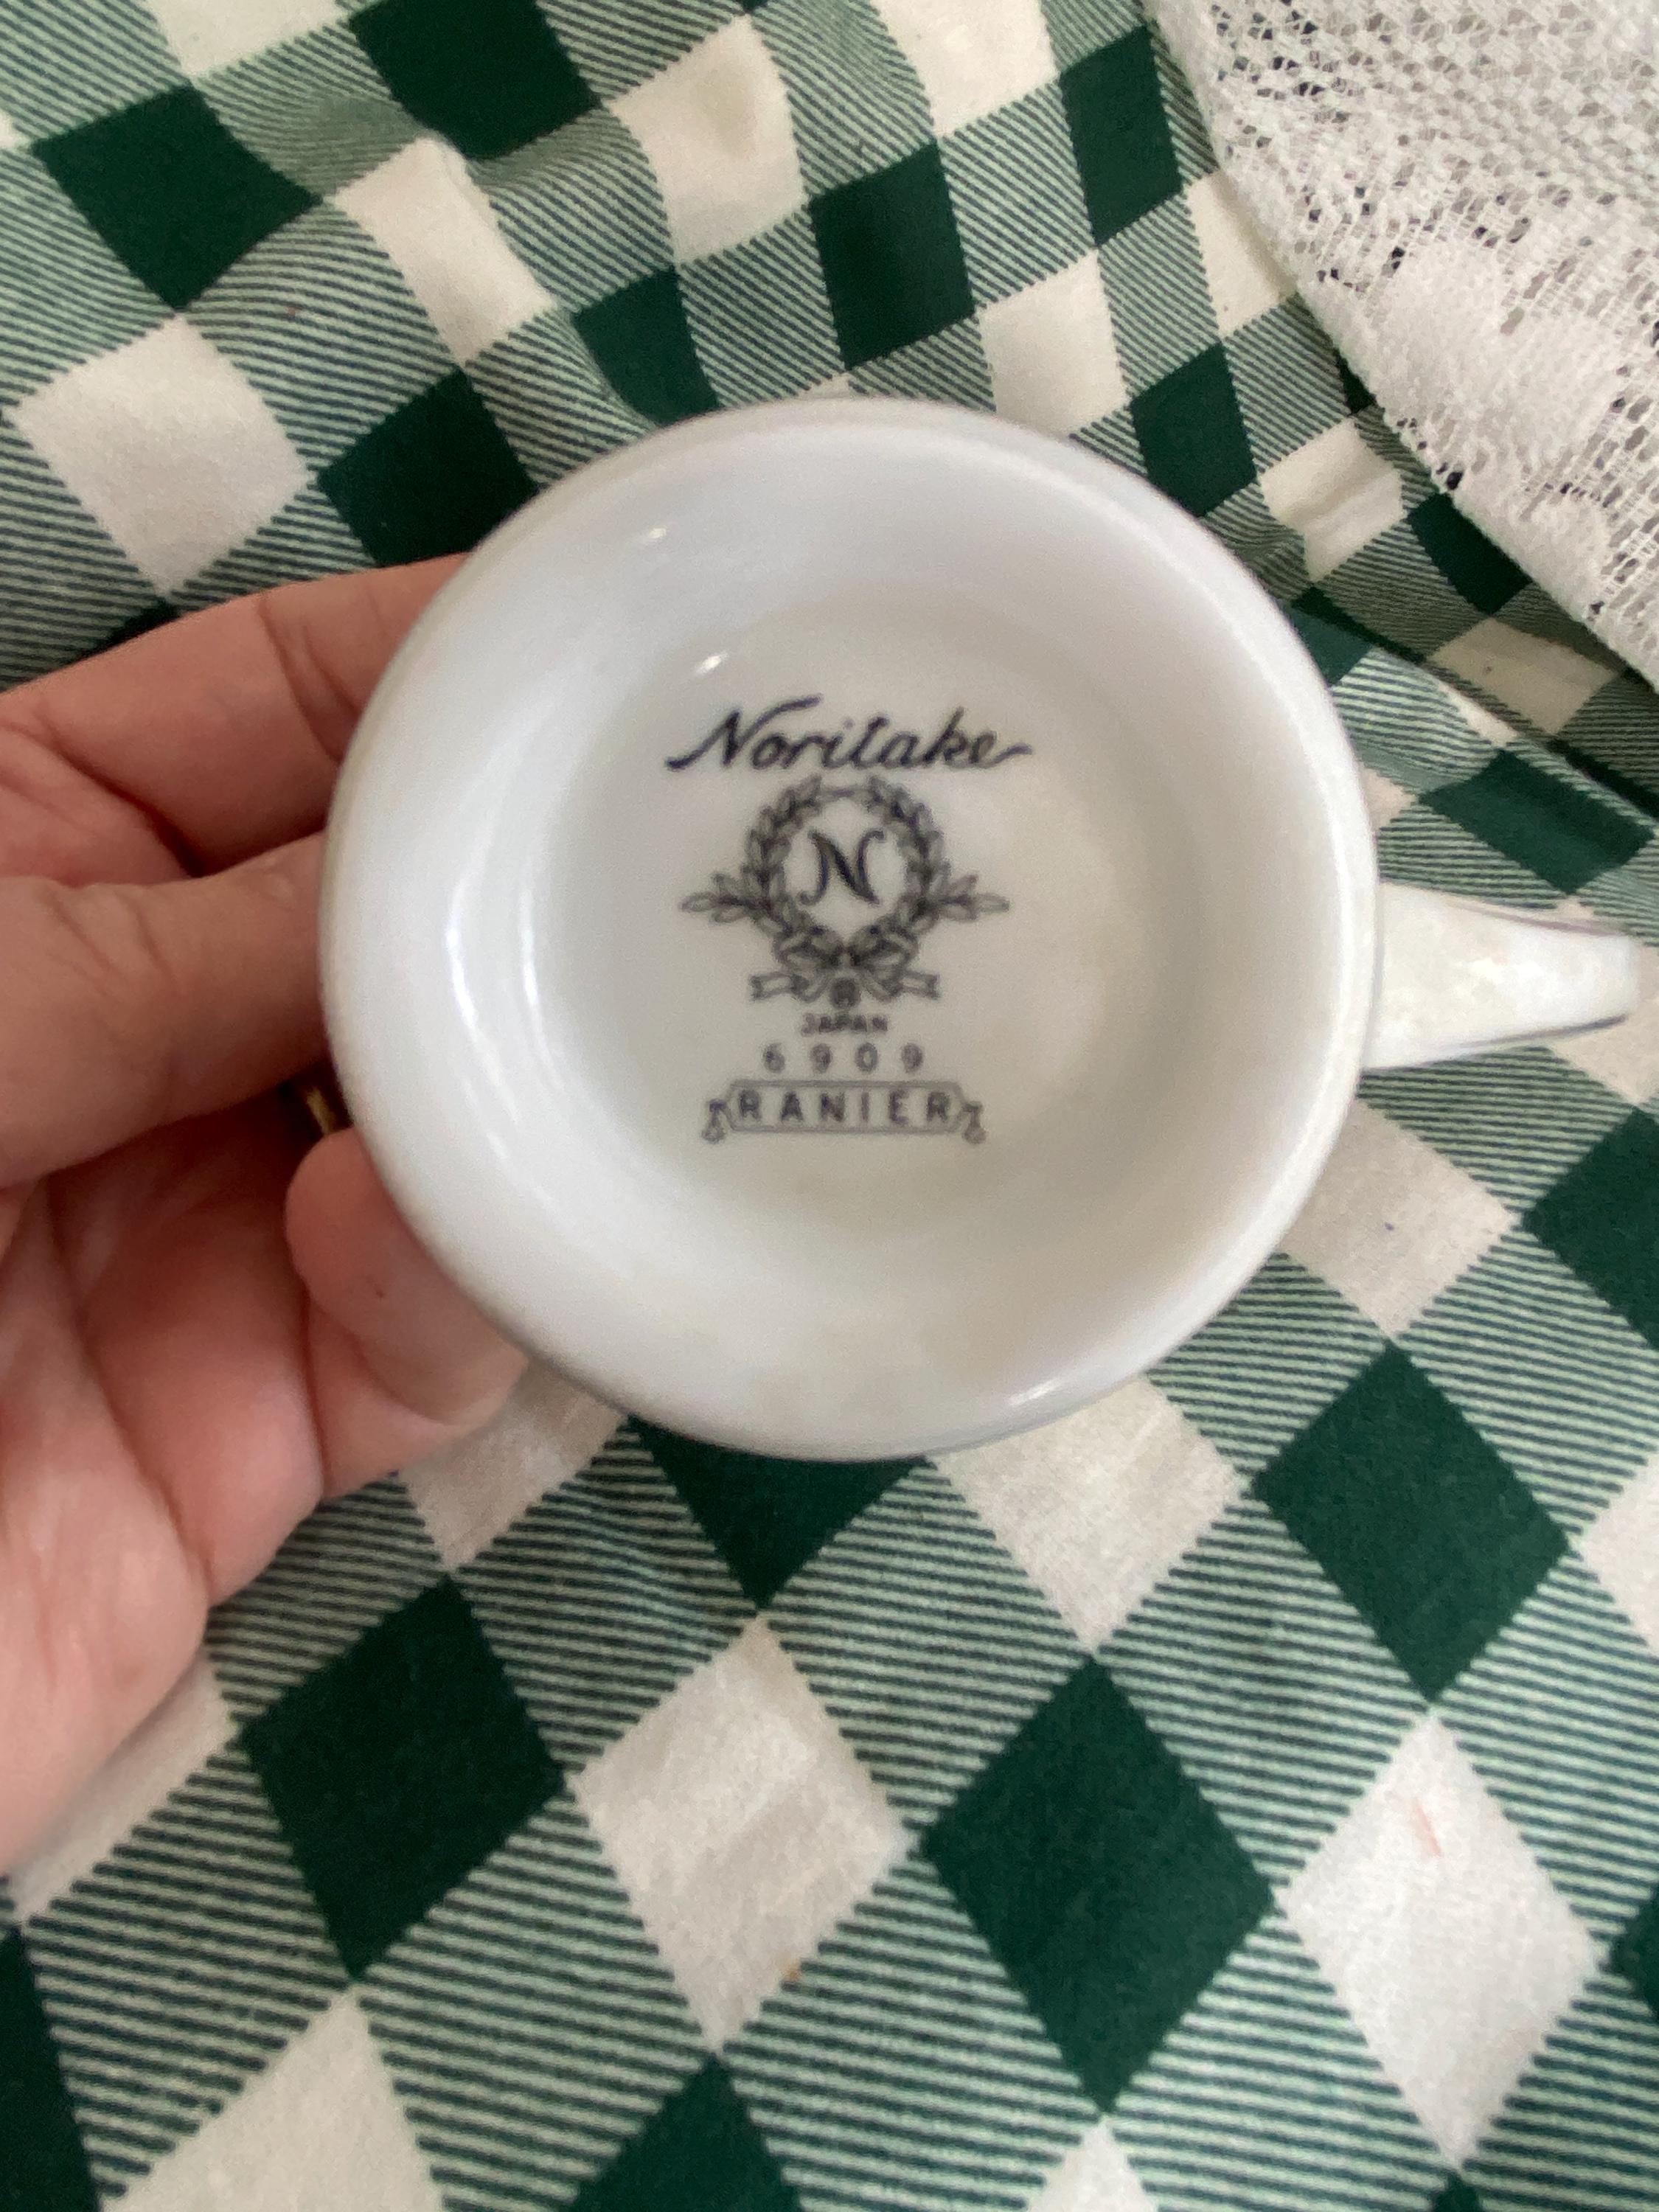 Noritake
N
®
JAPAN
6909
RANIER